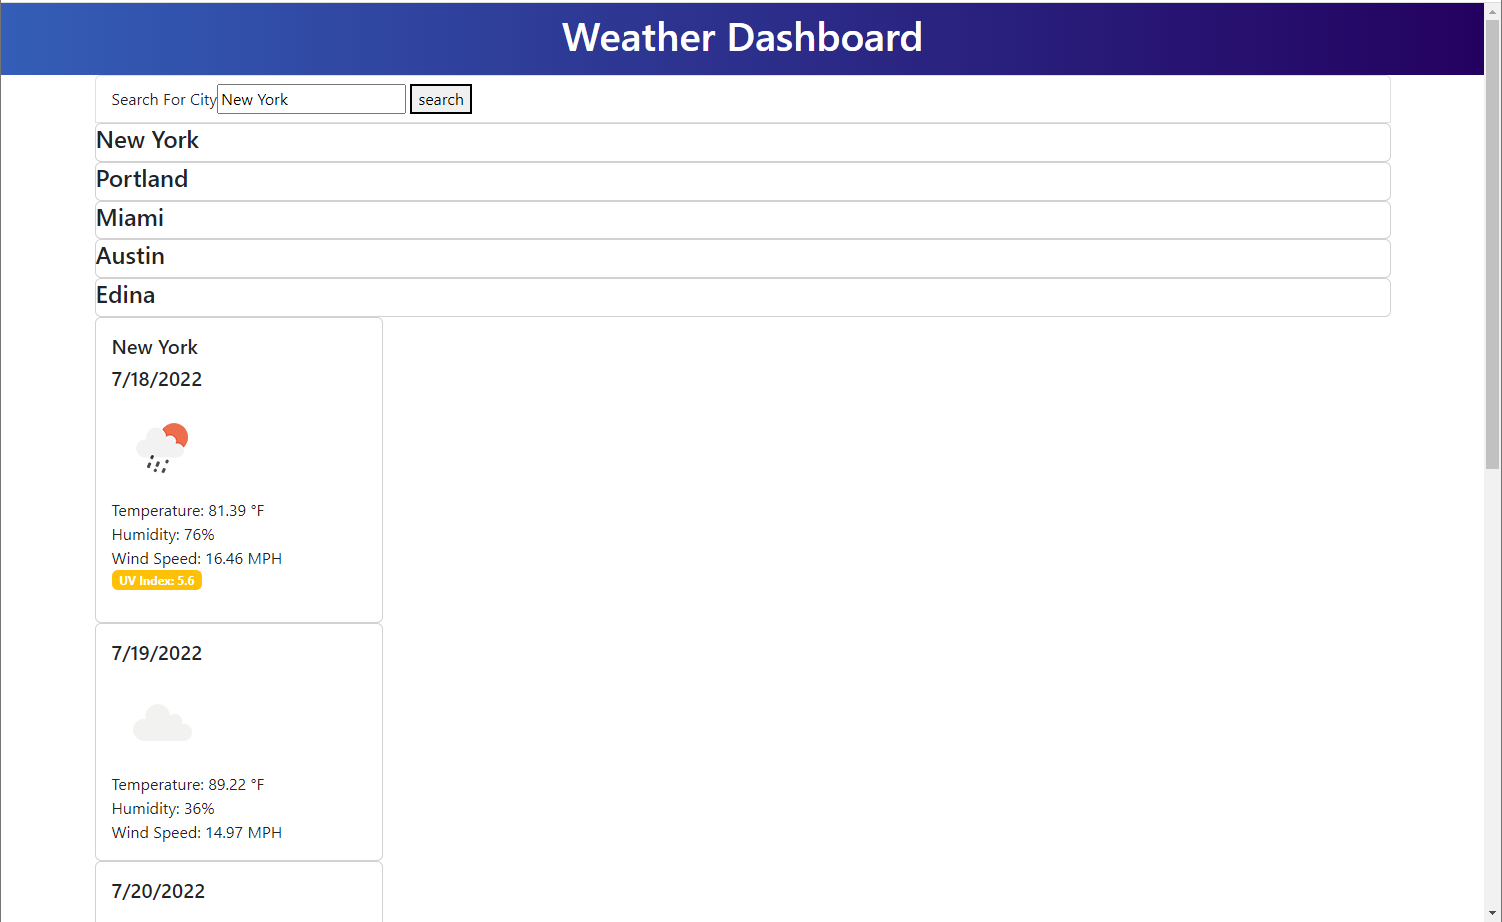 Weather Dashboard
Search For City New York search
New York
Portland
Miami
Austin
Edina
New York
7/18/2022
Temperature: 81.39 °F
Humidity: 76%
Wind Speed: 16.46 MPH
UV Index: 5.6
7/19/2022
Temperature: 89.22 °F
Humidity: 36%
Wind Speed: 14.97 MPH
7/20/2022